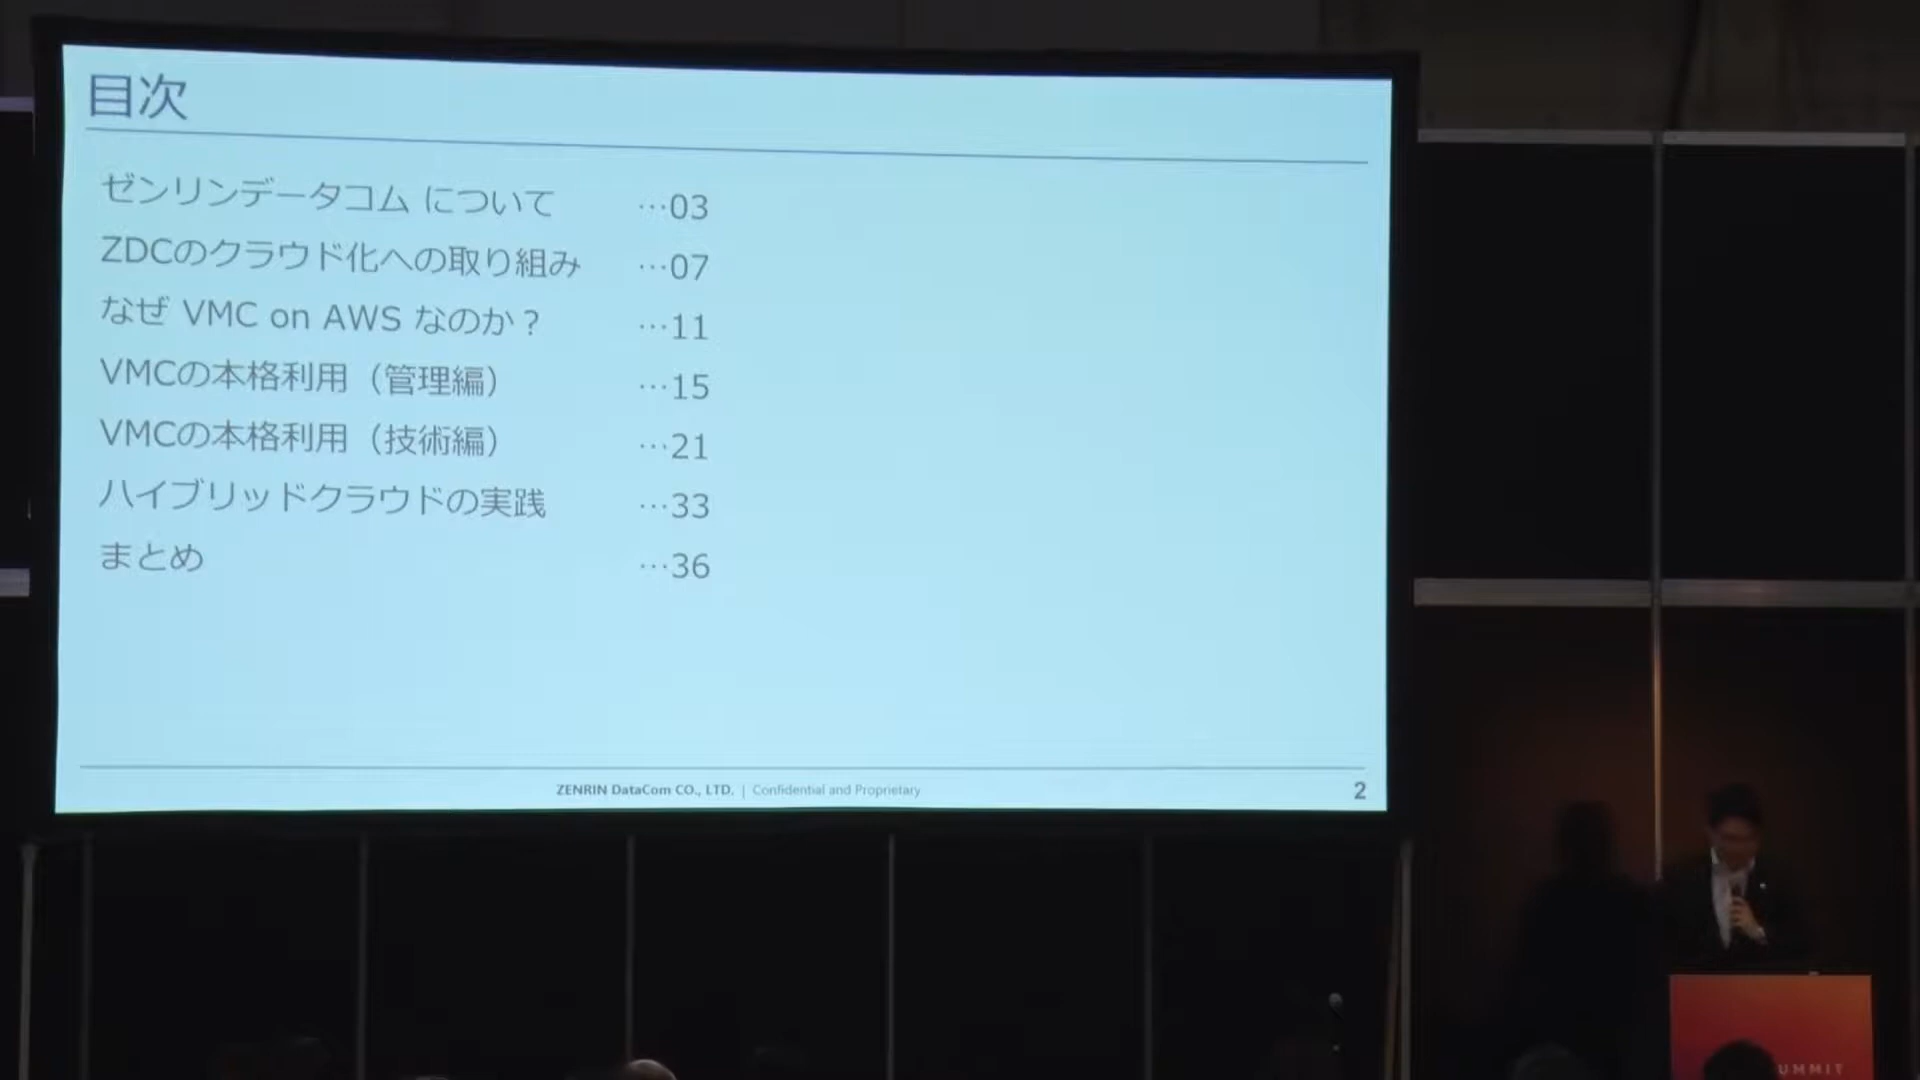 目次
ゼンリンデータコム について …03
ZDCのクラウド化への取り組み …07
なぜ VMC on AWS なのか？ …11
VMCの本格利用（管理編） …15
VMCの本格利用（技術編） …21
ハイブリッドクラウドの実践 …33
まとめ …36
ZENRIN DataCom CO., LTD. | Confidential and Proprietary
2
UMMIT